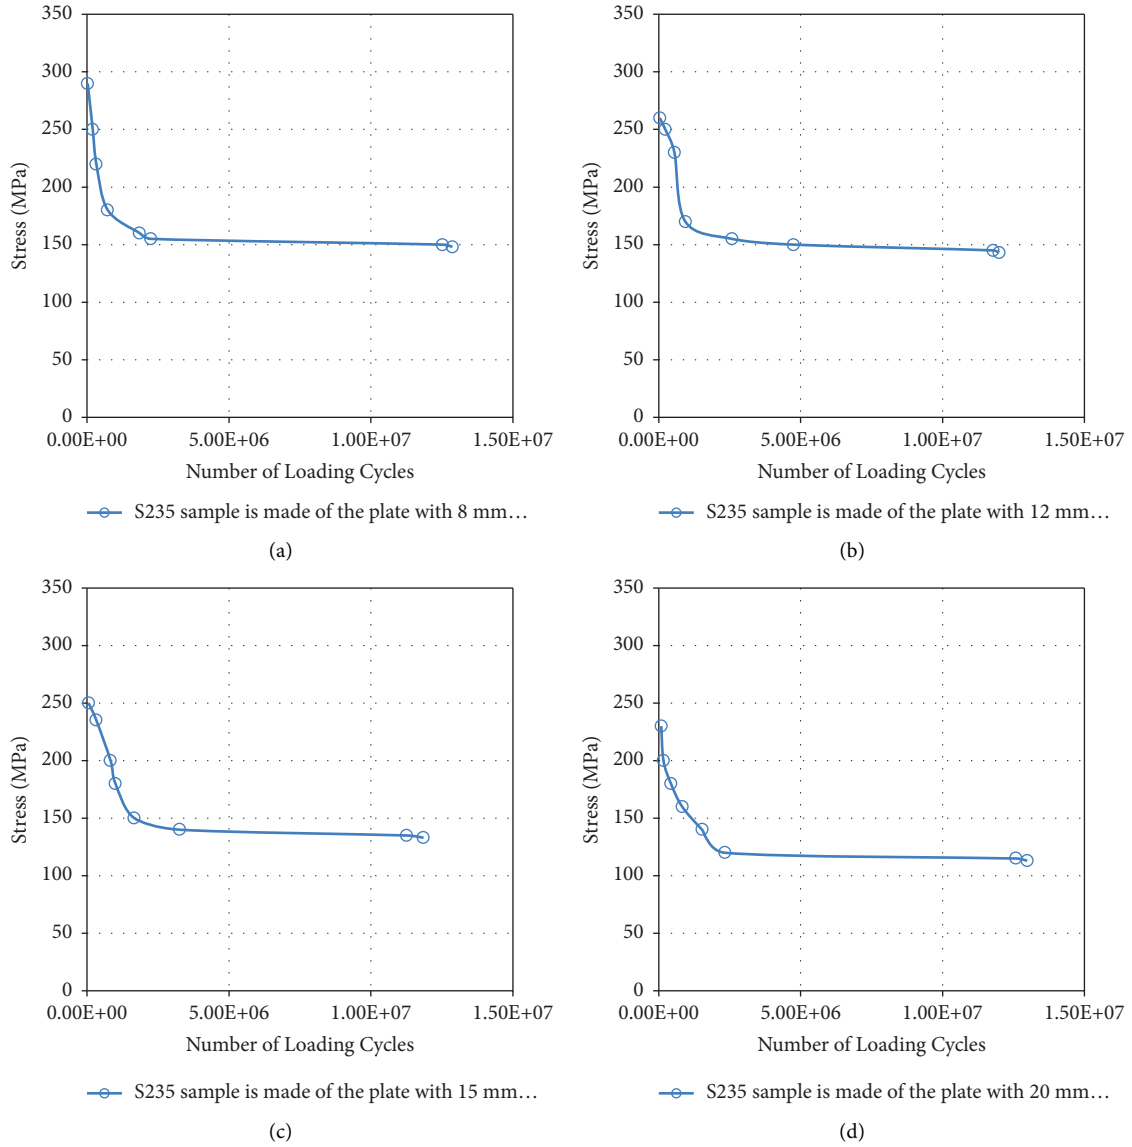 350
300
250
200
150
100
50
0
Stress (MPa)
0.00E+00 5.00E+06 1.00E+07 1.50E+07
Number of Loading Cycles
S235 sample is made of the plate with 8 mm…
(a)
350
300
250
200
150
100
50
0
Stress (MPa)
0.00E+00 5.00E+06 1.00E+07 1.50E+07
Number of Loading Cycles
S235 sample is made of the plate with 12 mm…
(b)
350
300
250
200
150
100
50
0
Stress (MPa)
0.00E+00 5.00E+06 1.00E+07 1.50E+07
Number of Loading Cycles
S235 sample is made of the plate with 15 mm…
(c)
350
300
250
200
150
100
50
0
Stress (MPa)
0.00E+00 5.00E+06 1.00E+07 1.50E+07
Number of Loading Cycles
S235 sample is made of the plate with 20 mm…
(d)